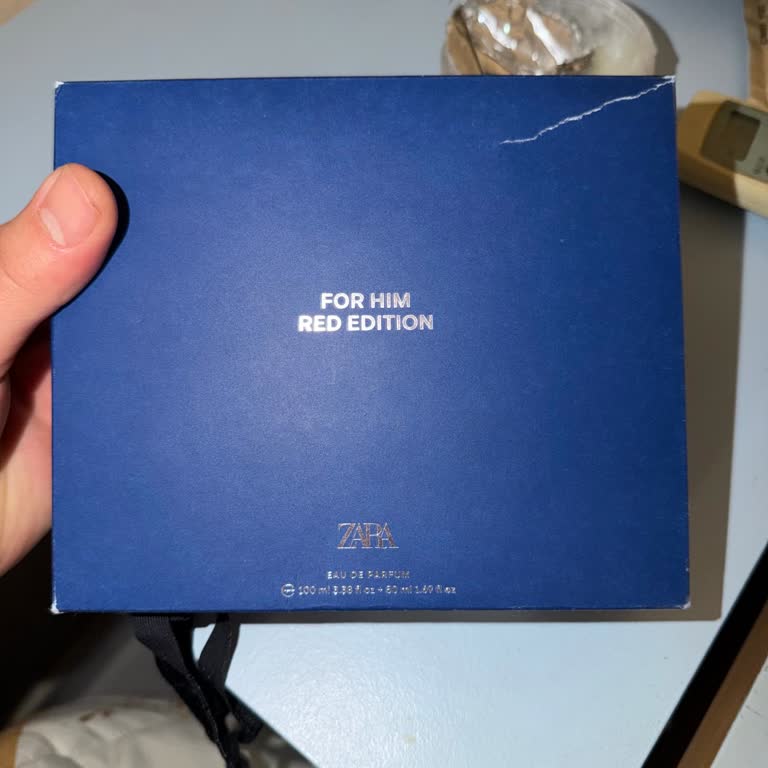 FOR HIM
RED EDITION
ZARA
EAU DE PARFUM
100 ml 3.38 fl oz + 50 ml 1.69 fl oz